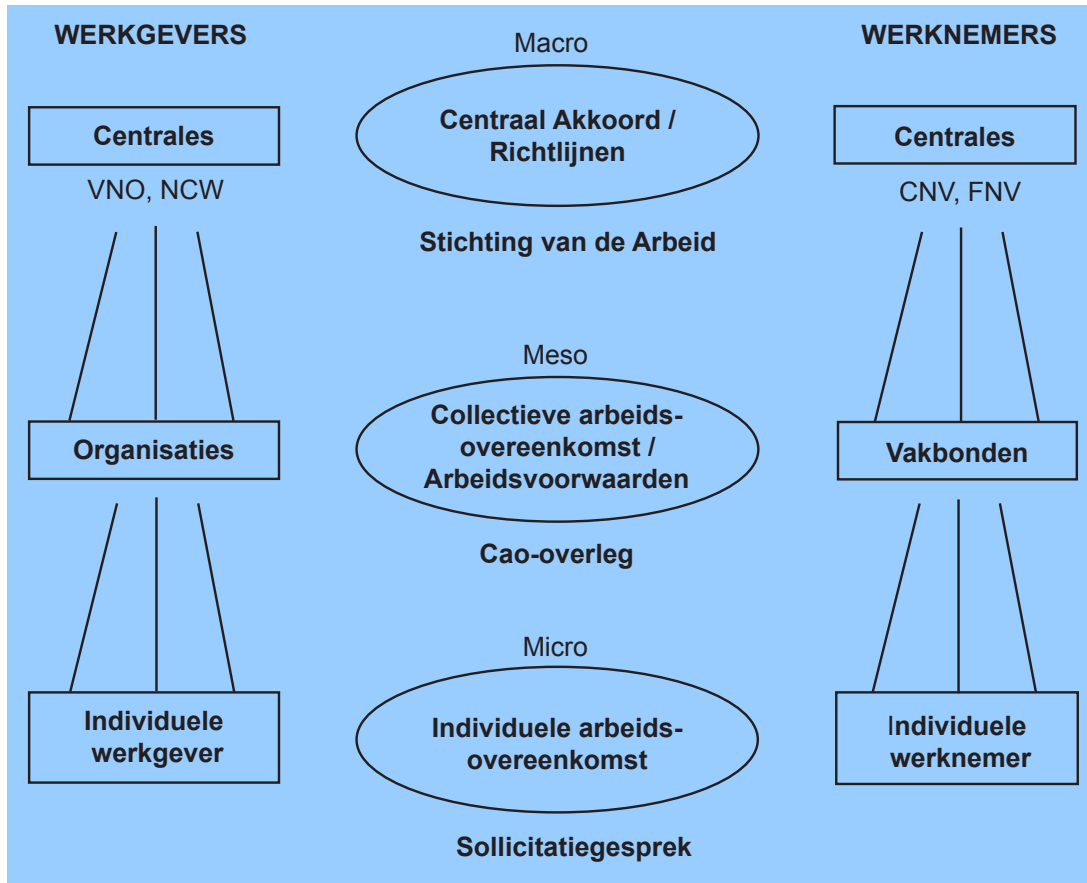 WERKGEVERS
Macro
WERKNEMERS
Centrales
Centraal Akkoord /
Richtlijnen
Centrales
VNO, NCW
CNV, FNV
Stichting van de Arbeid
Meso
Organisaties
Collectieve arbeids-
overeenkomst /
Arbeidsvoorwaarden
Vakbonden
Cao-overleg
Micro
Individuele
werkgever
Individuele arbeids-
overeenkomst
Individuele
werknemer
Sollicitatiegesprek